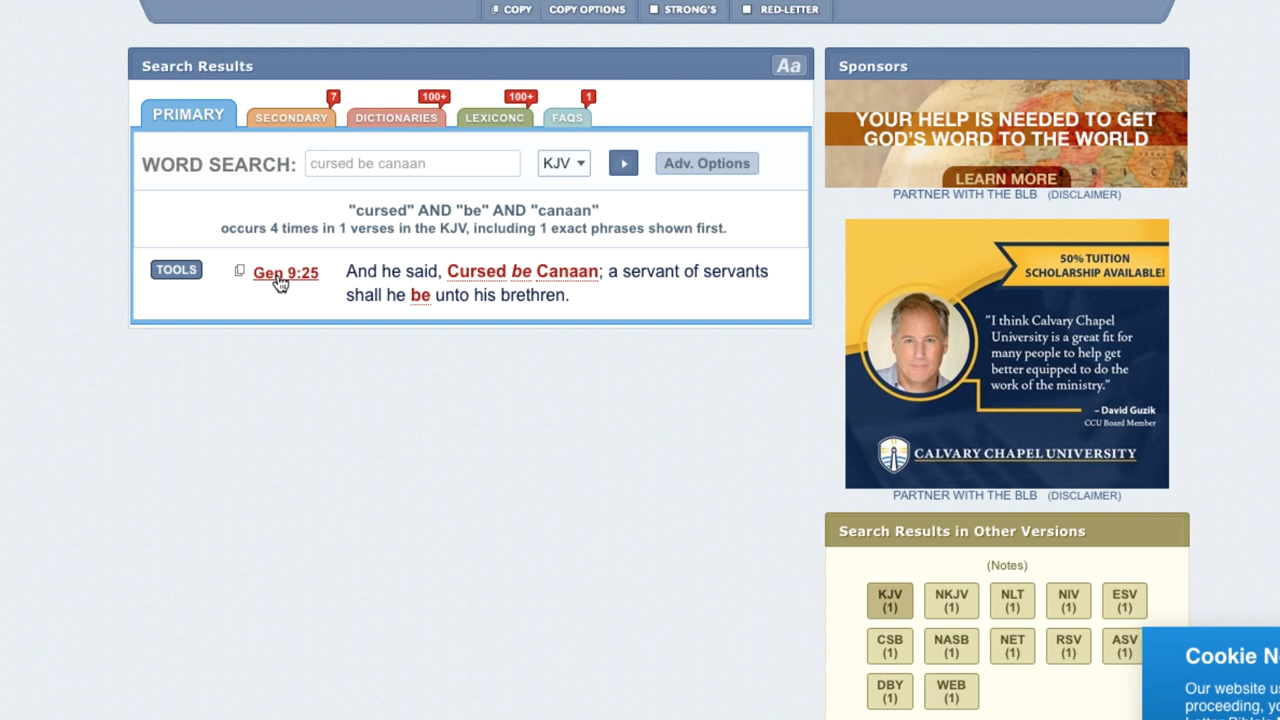 COPY COPY OPTIONS STRONG'S RED-LETTER
Search Results Aa
7 100+ 100+ 1
PRIMARY SECONDARY DICTIONARIES LEXICONC FAQS
WORD SEARCH: cursed be canaan KJV Adv. Options
"cursed" AND "be" AND "canaan"
occurs 4 times in 1 verses in the KJV, including 1 exact phrases shown first.
TOOLS Gen 9:25 And he said, Cursed be Canaan; a servant of servants
shall he be unto his brethren.
Sponsors
YOUR HELP IS NEEDED TO GET
GOD'S WORD TO THE WORLD
LEARN MORE
PARTNER WITH THE BLB (DISCLAIMER)
50% TUITION
SCHOLARSHIP AVAILABLE!
"I think Calvary Chapel
University is a great fit for
many people to help get
better equipped to do the
work of the ministry."
– David Guzik
CCU Board Member
CALVARY CHAPEL UNIVERSITY
PARTNER WITH THE BLB (DISCLAIMER)
Search Results in Other Versions
(Notes)
KJV NKJV NLT NIV ESV
(1) (1) (1) (1) (1)
CSB NASB NET RSV ASV
(1) (1) (1) (1) (1)
DBY WEB
(1) (1)
Cookie N
Our website u
proceeding, yo